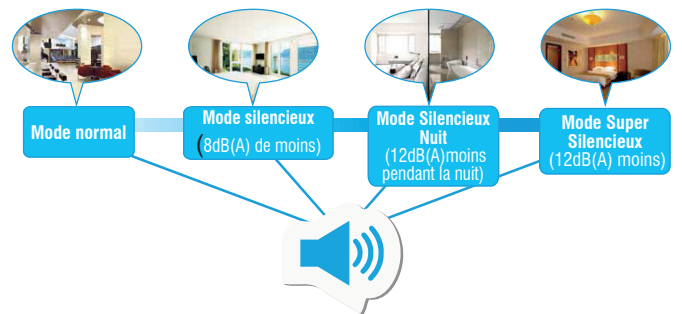 Mode normal
Mode silencieux
(8dB(A) de moins)
Mode Silencieux
Nuit
(12dB(A)moins
pendant la nuit)
Mode Super
Silencieux
(12dB(A) moins)